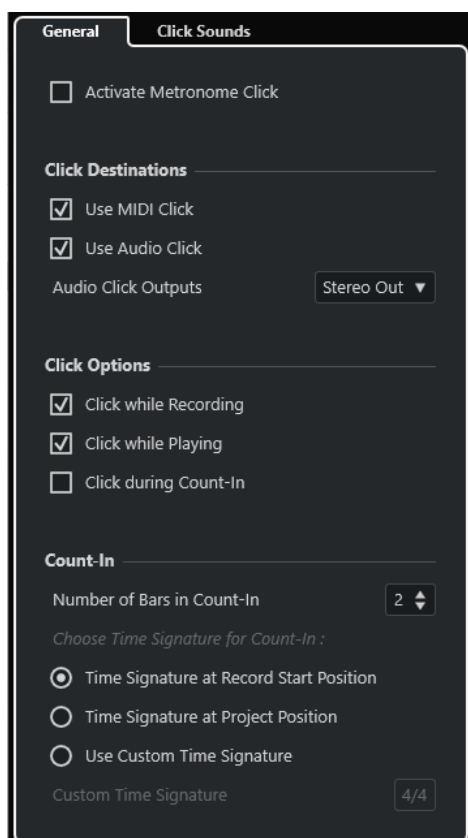 General
Click Sounds
Activate Metronome Click
Click Destinations
Use MIDI Click
Use Audio Click
Audio Click Outputs
Stereo Out
Click Options
Click while Recording
Click while Playing
Click during Count-In
Count-In
Number of Bars in Count-In
2
Choose Time Signature for Count-In :
Time Signature at Record Start Position
Time Signature at Project Position
Use Custom Time Signature
Custom Time Signature
4/4